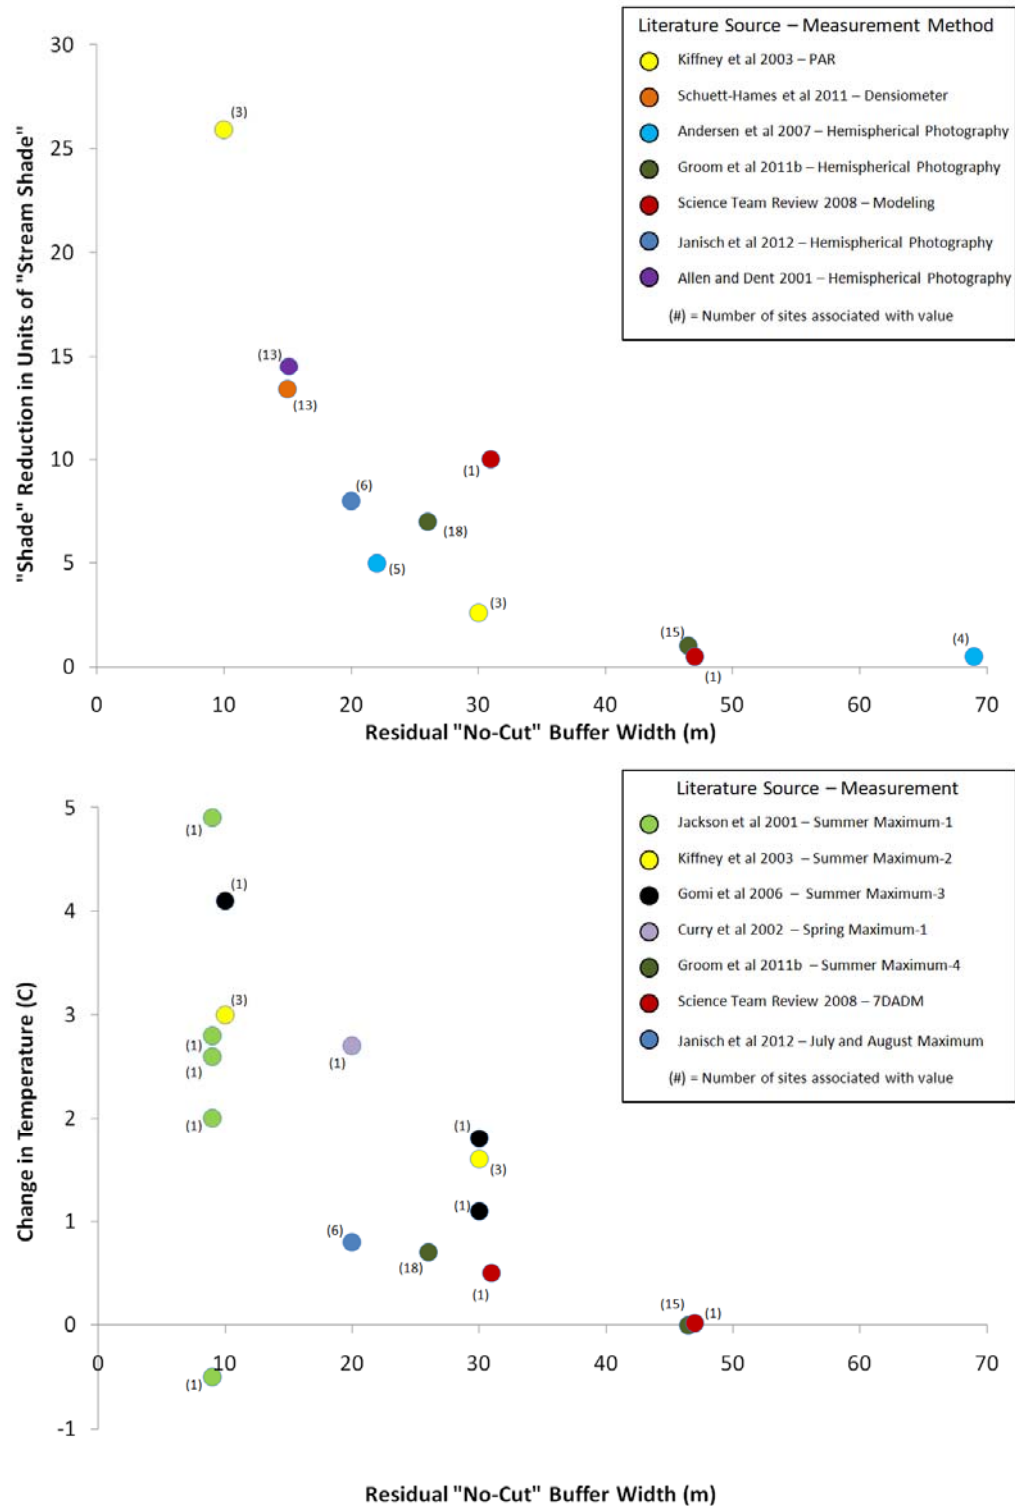 Literature Source – Measurement Method
Kiffney et al 2003 – PAR
Schuett-Hames et al 2011 – Densiometer
Andersen et al 2007 – Hemispherical Photography
Groom et al 2011b – Hemispherical Photography
Science Team Review 2008 – Modeling
Janisch et al 2012 – Hemispherical Photography
Allen and Dent 2001 – Hemispherical Photography
(#) = Number of sites associated with value
"Shade" Reduction in Units of "Stream Shade"
30
25
20
15
10
5
0
(3)
(13)
(13)
(6)
(1)
(18)
(5)
(3)
(15)
(1)
(4)
0 10 20 30 40 50 60 70
Residual "No-Cut" Buffer Width (m)
Literature Source – Measurement
Jackson et al 2001 – Summer Maximum-1
Kiffney et al 2003 – Summer Maximum-2
Gomi et al 2006 – Summer Maximum-3
Curry et al 2002 – Spring Maximum-1
Groom et al 2011b – Summer Maximum-4
Science Team Review 2008 – 7DADM
Janisch et al 2012 – July and August Maximum
(#) = Number of sites associated with value
Change in Temperature (C)
5
4
3
2
1
0
-1
(1)
(1)
(3)
(1)
(1)
(1)
(1)
(1)
(3)
(1)
(6)
(18)
(1)
(15)
(1)
(1)
0 10 20 30 40 50 60 70
Residual "No-Cut" Buffer Width (m)